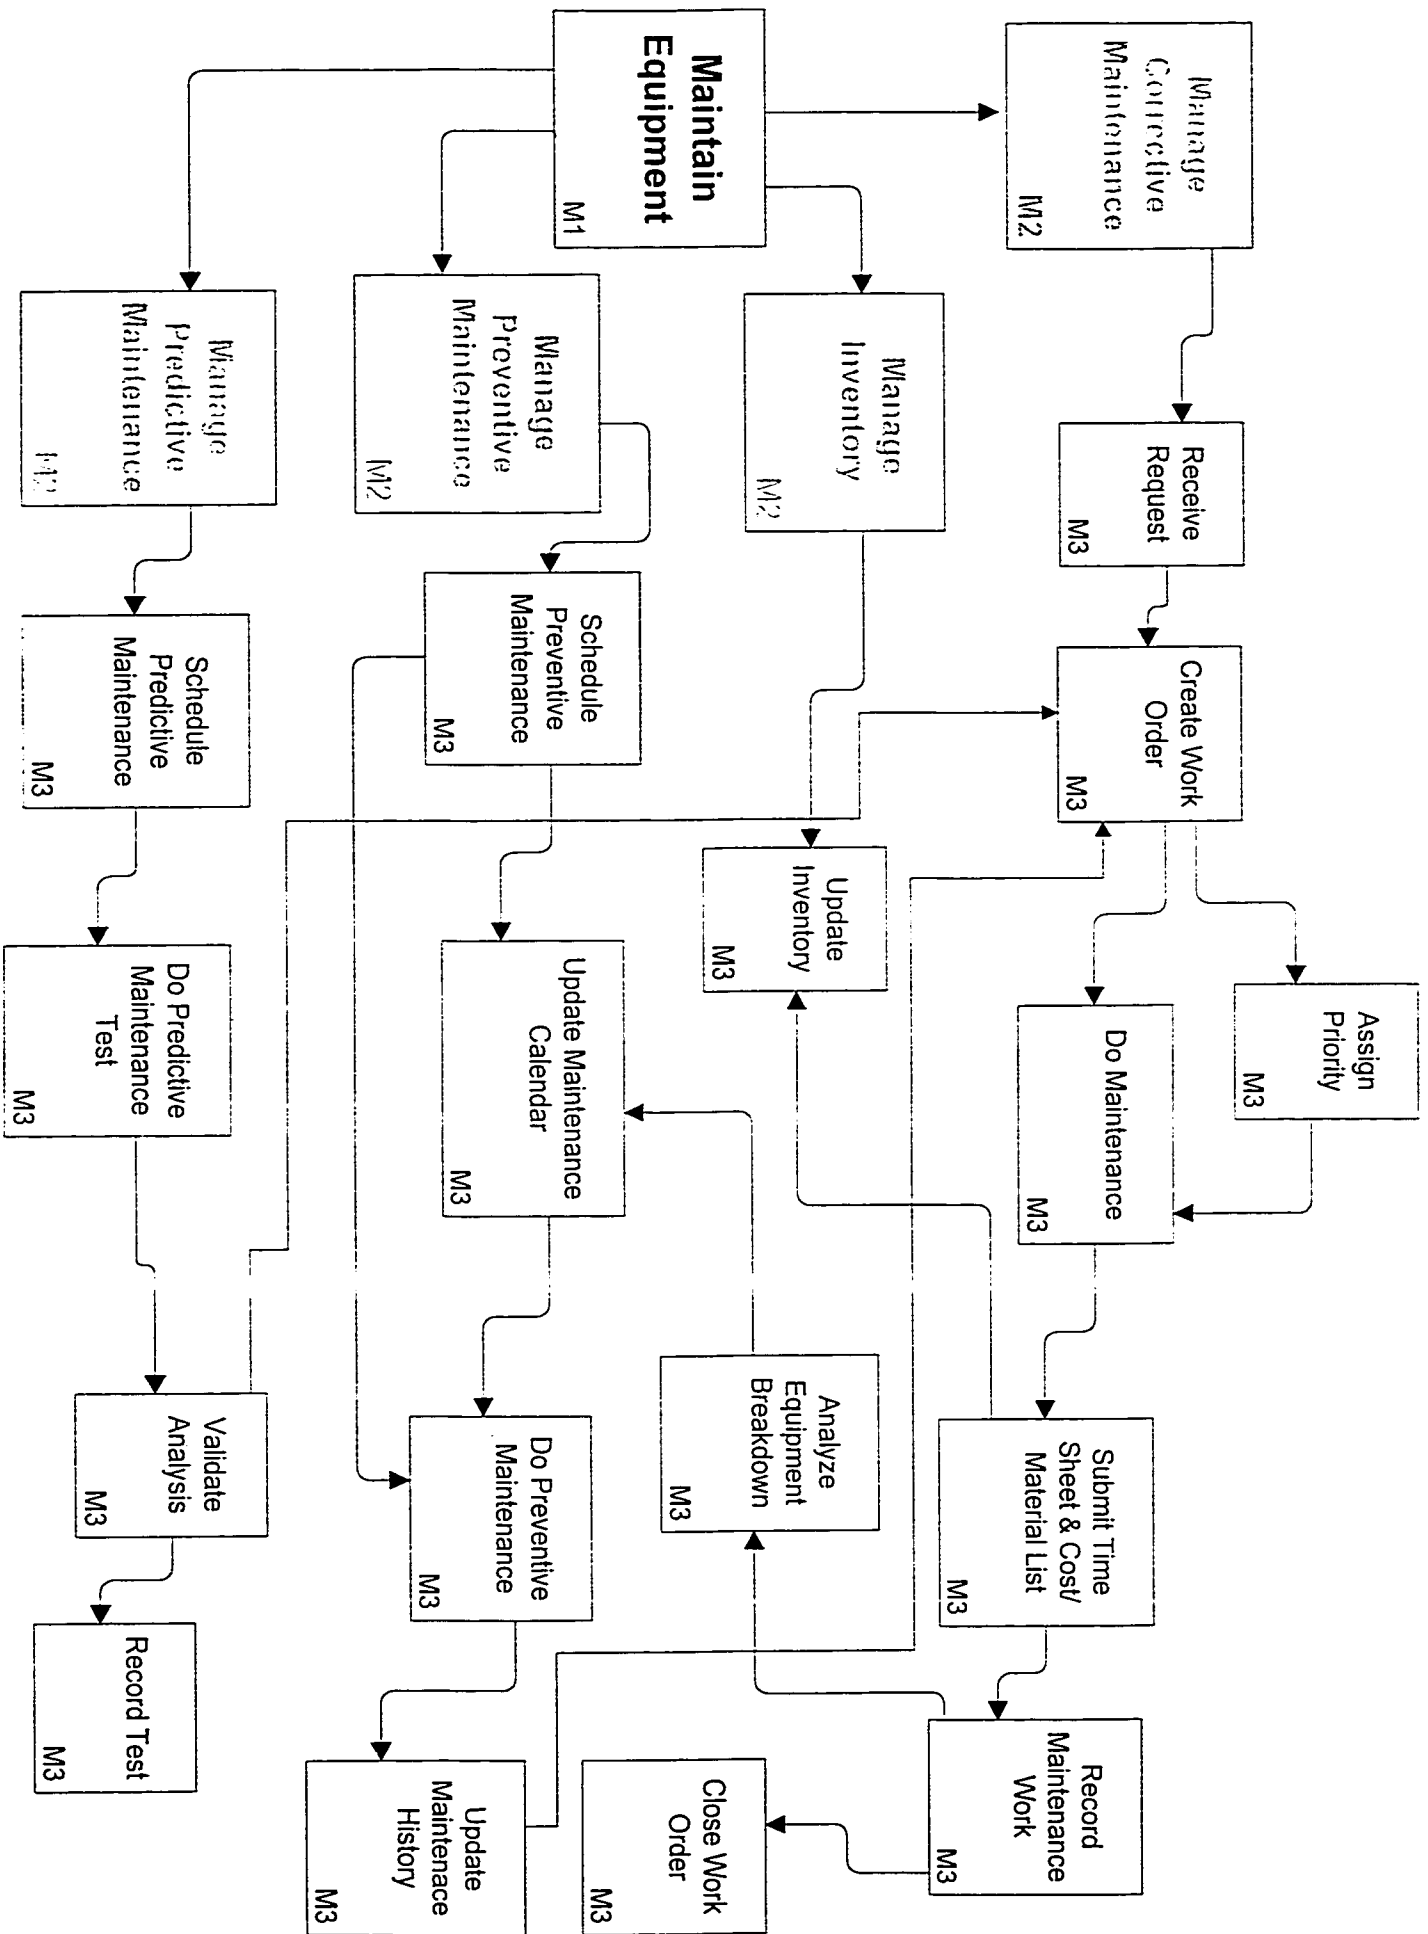 Manage
Corrective
Maintenance
M2
Receive
Request
M3
Create Work
Order
M3
Assign
Priority
M3
Do Maintenance
M3
Submit Time
Sheet & Cost/
Material List
M3
Record
Maintenance
Work
M3
Maintain
Equipment
M1
Manage
Inventory
M2
Update
Inventory
M3
Analyze
Equipment
Breakdown
M3
Close Work
Order
M3
Manage
Preventive
Maintenance
M2
Schedule
Preventive
Maintenance
M3
Update Maintenance
Calendar
M3
Do Preventive
Maintenance
M3
Update
Maintenace
History
M3
Manage
Predictive
Maintenance
M2
Schedule
Predictive
Maintenance
M3
Do Predictive
Maintenance
Test
M3
Validate
Analysis
M3
Record Test
M3